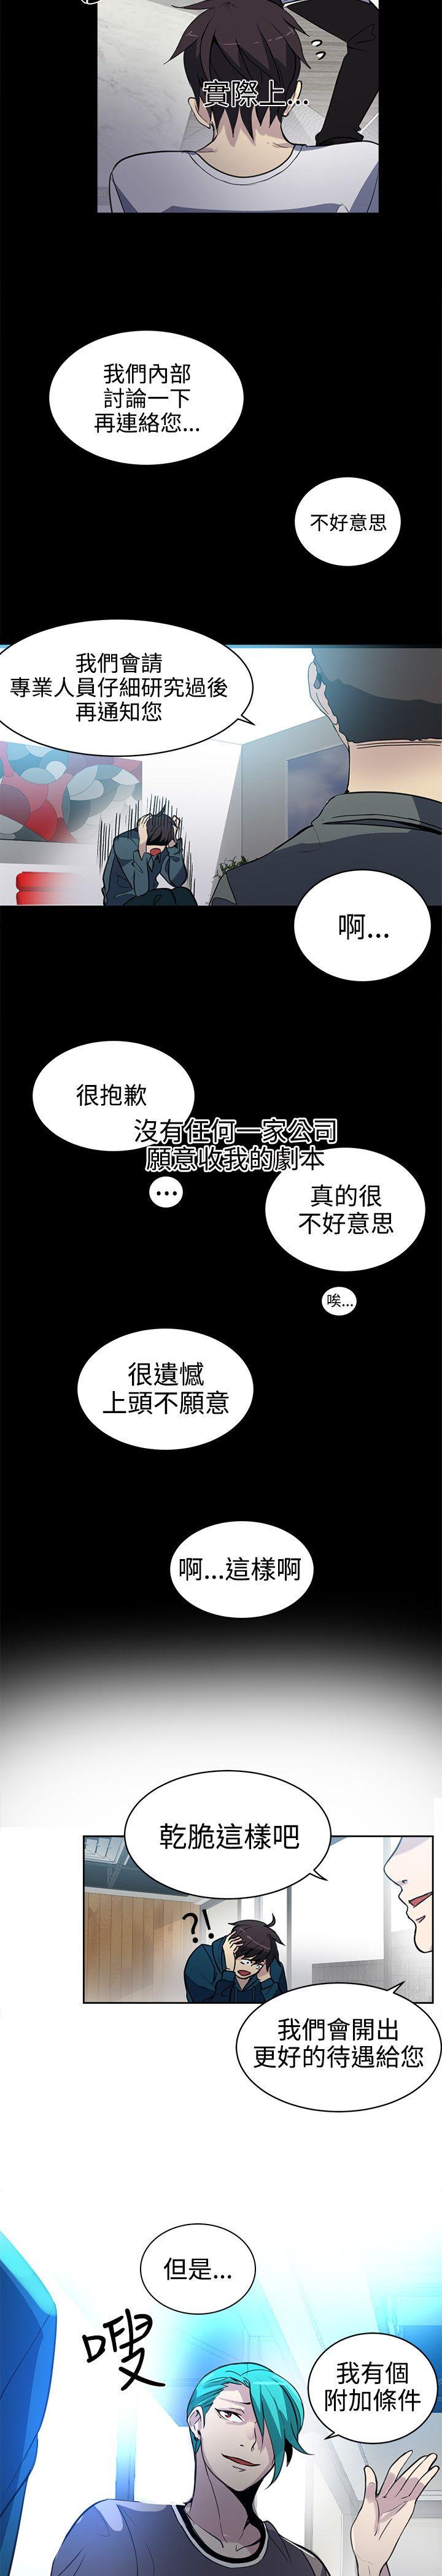 實際上...
我們內部
討論一下
再連絡您...
不好意思
我們會請
專業人員仔細研究過後
再通知您
啊...
很抱歉
沒有任何一家公司
願意收我的劇本
...
真的很
不好意思
唉...
很遺憾
上頭不願意
啊...這樣啊
乾脆這樣吧
?!
我們會開出
更好的待遇給您
但是...
嗖
我有個
附加條件